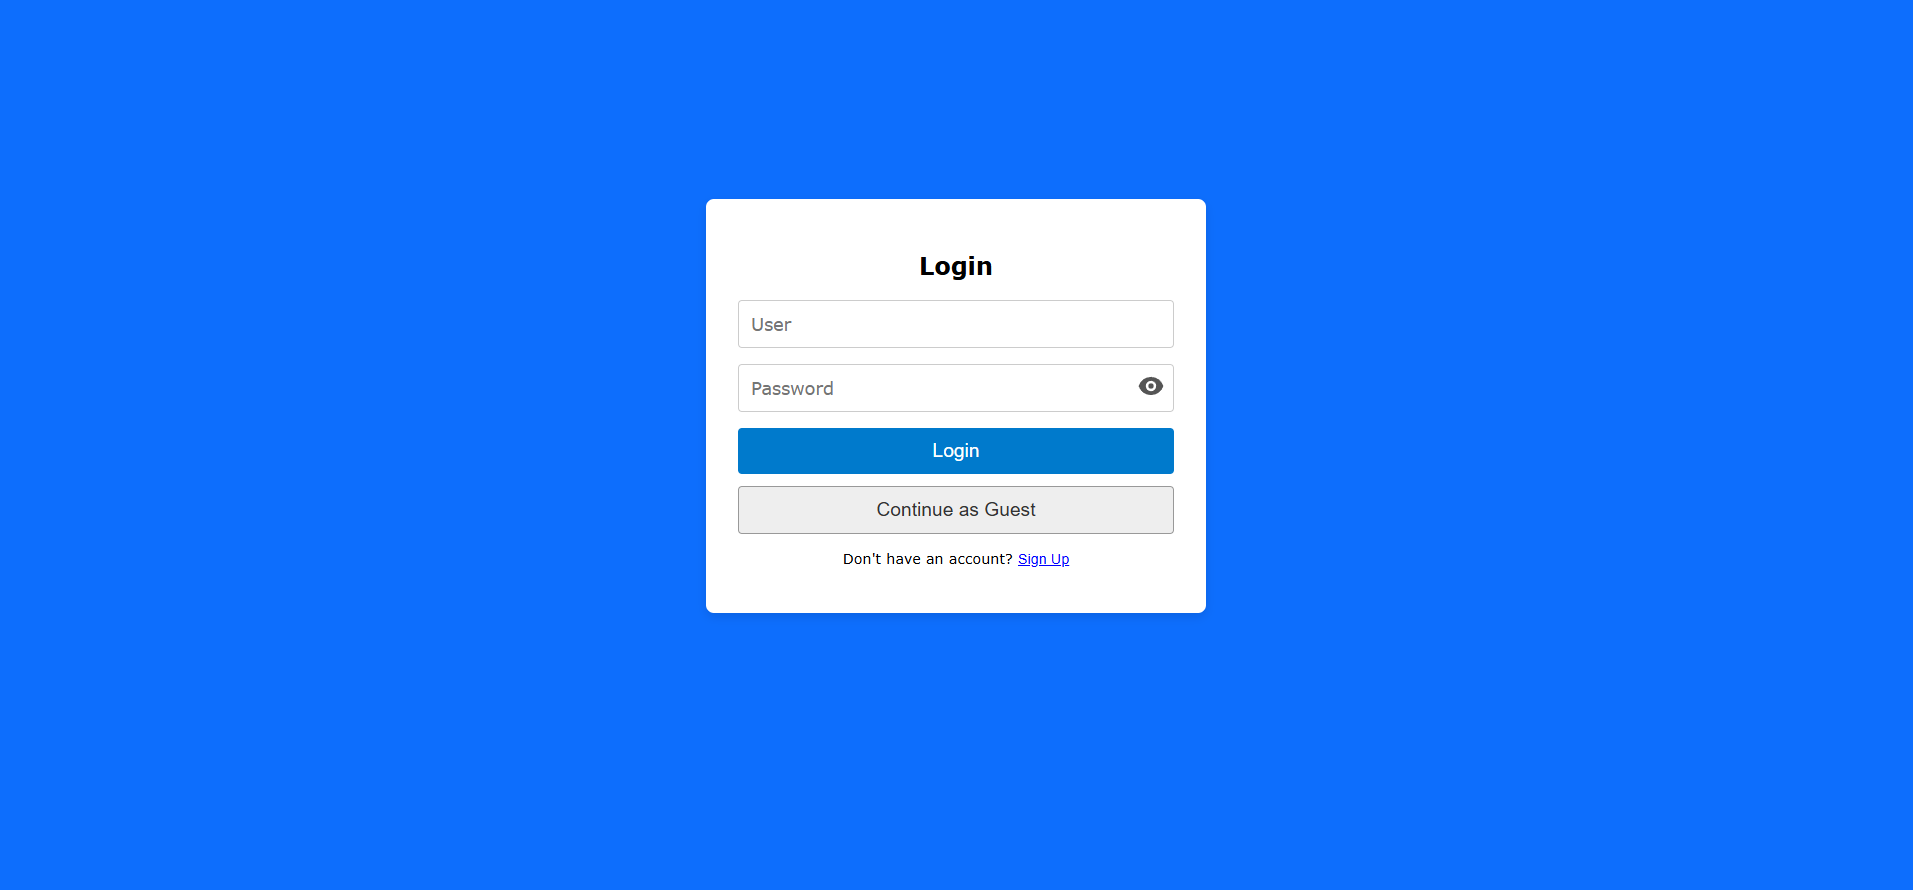 Login
User
Password
Login
Continue as Guest
Don't have an account? Sign Up